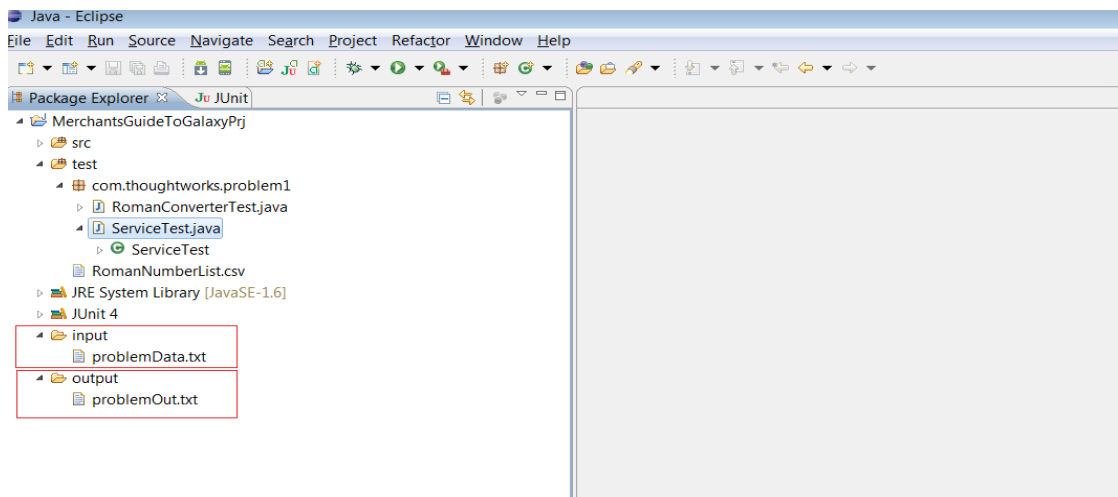 Java - Eclipse
File Edit Run Source Navigate Search Project Refactor Window Help
Package Explorer JUnit
MerchantsGuideToGalaxyPrj
src
test
com.thoughtworks.problem1
RomanConverterTest.java
ServiceTest.java
ServiceTest
RomanNumberList.csv
JRE System Library [JavaSE-1.6]
JUnit 4
input
problemData.txt
output
problemOut.txt